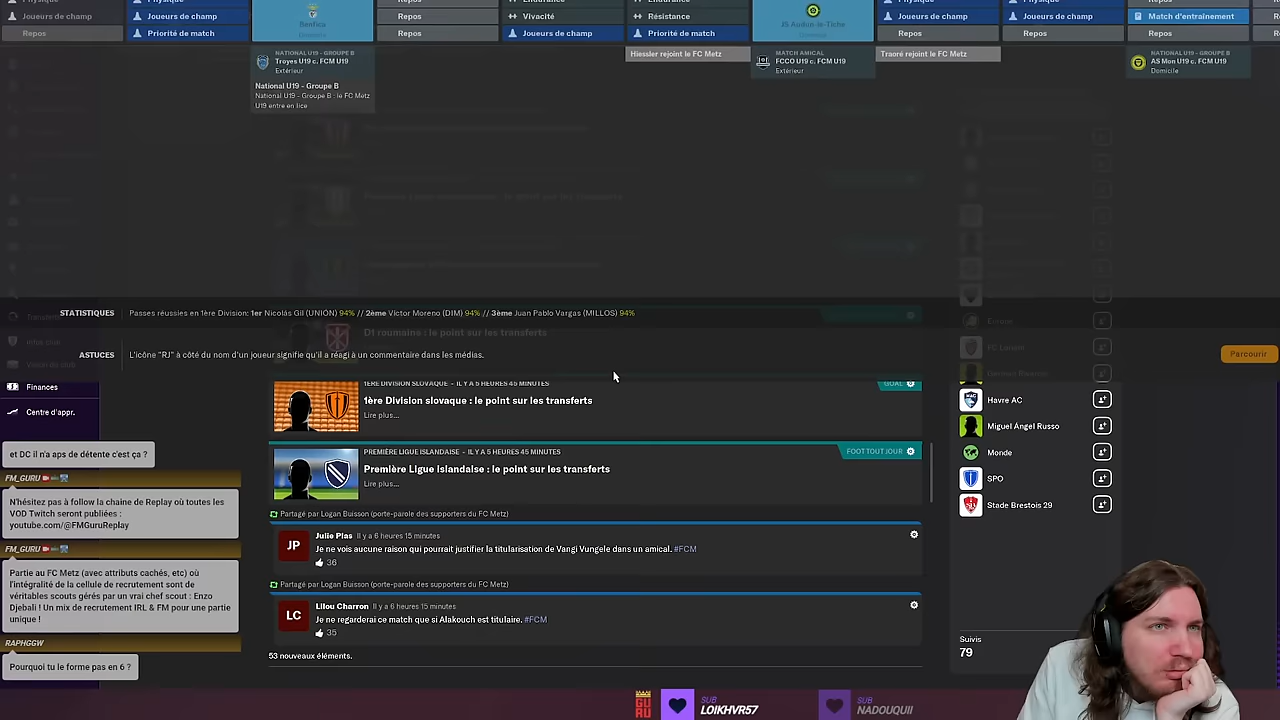 Joueurs de champ
Repos
Joueurs de champ
Priorité de match
Benfica
Repos
Repos
Vivacité
Joueurs de champ
Résistance
Priorité de match
JS Audun-le-Tiche
Joueurs de champ
Repos
Joueurs de champ
Repos
Match d'entraînement
Repos
NATIONAL U19 - GROUPE B
Troyes U19 c. FCM U19
Extérieur
National U19 - Groupe B
National U19 - Groupe B : le FC Metz
U19 entre en lice
Hiessler rejoint le FC Metz
MATCH AMICAL
FCCO U19 c. FCM U19
Extérieur
Traoré rejoint le FC Metz
NATIONAL U19 - GROUPE B
AS Mon U19 c. FCM U19
Domicile
STATISTIQUES
Passes réussies en 1ère Division: 1er Nicolás Gil (UNION) 94% // 2ème Víctor Moreno (DIM) 94% // 3ème Juan Pablo Vargas (MILLOS) 94%
D1 roumaine : le point sur les transferts
ASTUCES
L'icône "RJ" à côté du nom d'un joueur signifie qu'il a réagi à un commentaire dans les médias.
Parcourir
Finances
Centre d'appr.
1ÈRE DIVISION SLOVAQUE - IL Y A 5 HEURES 45 MINUTES
GOAL
1ère Division slovaque : le point sur les transferts
Lire plus...
PREMIÈRE LIGUE ISLANDAISE - IL Y A 5 HEURES 45 MINUTES
FOOT TOUT JOUR
Première Ligue islandaise : le point sur les transferts
Lire plus...
Partagé par Logan Buisson (porte-parole des supporters du FC Metz)
JP
Julie Plas Il y a 6 heures 15 minutes
Je ne vois aucune raison qui pourrait justifier la titularisation de Vangi Vungele dans un amical. #FCM
36
Partagé par Logan Buisson (porte-parole des supporters du FC Metz)
LC
Lilou Charron Il y a 6 heures 15 minutes
Je ne regarderai ce match que si Alakouch est titulaire. #FCM
35
53 nouveaux éléments.
Havre AC
Miguel Ángel Russo
Monde
SPO
Stade Brestois 29
Suivis
79
et DC il n'a aps de détente c'est ça ?
FM_GURU
N'hésitez pas à follow la chaine de Replay où toutes les
VOD Twitch seront publiées :
youtube.com/@FMGuruReplay
FM_GURU
Partie au FC Metz (avec attributs cachés, etc) où
l'intégralité de la cellule de recrutement sont de
véritables scouts gérés par un vrai chef scout : Enzo
Djebali ! Un mix de recrutement IRL & FM pour une partie
unique !
RAPHGGW
Pourquoi tu le forme pas en 6 ?
GURU
SUB
LOIKHVR57
SUB
NADOUQUII